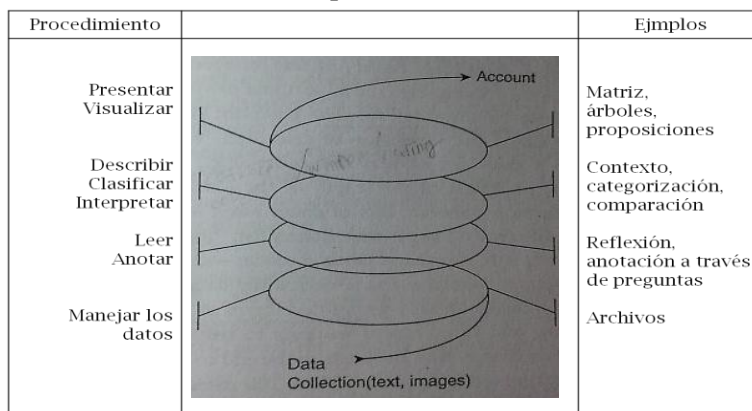 Procedimiento
Ejmplos
Presentar
Visualizar
Describir
Clasificar
Interpretar
Leer
Anotar
Manejar los
datos
Account
Data
Collection(text, images)
Matriz,
árboles,
proposiciones
Contexto,
categorización,
comparación
Reflexión,
anotación a través
de preguntas
Archivos